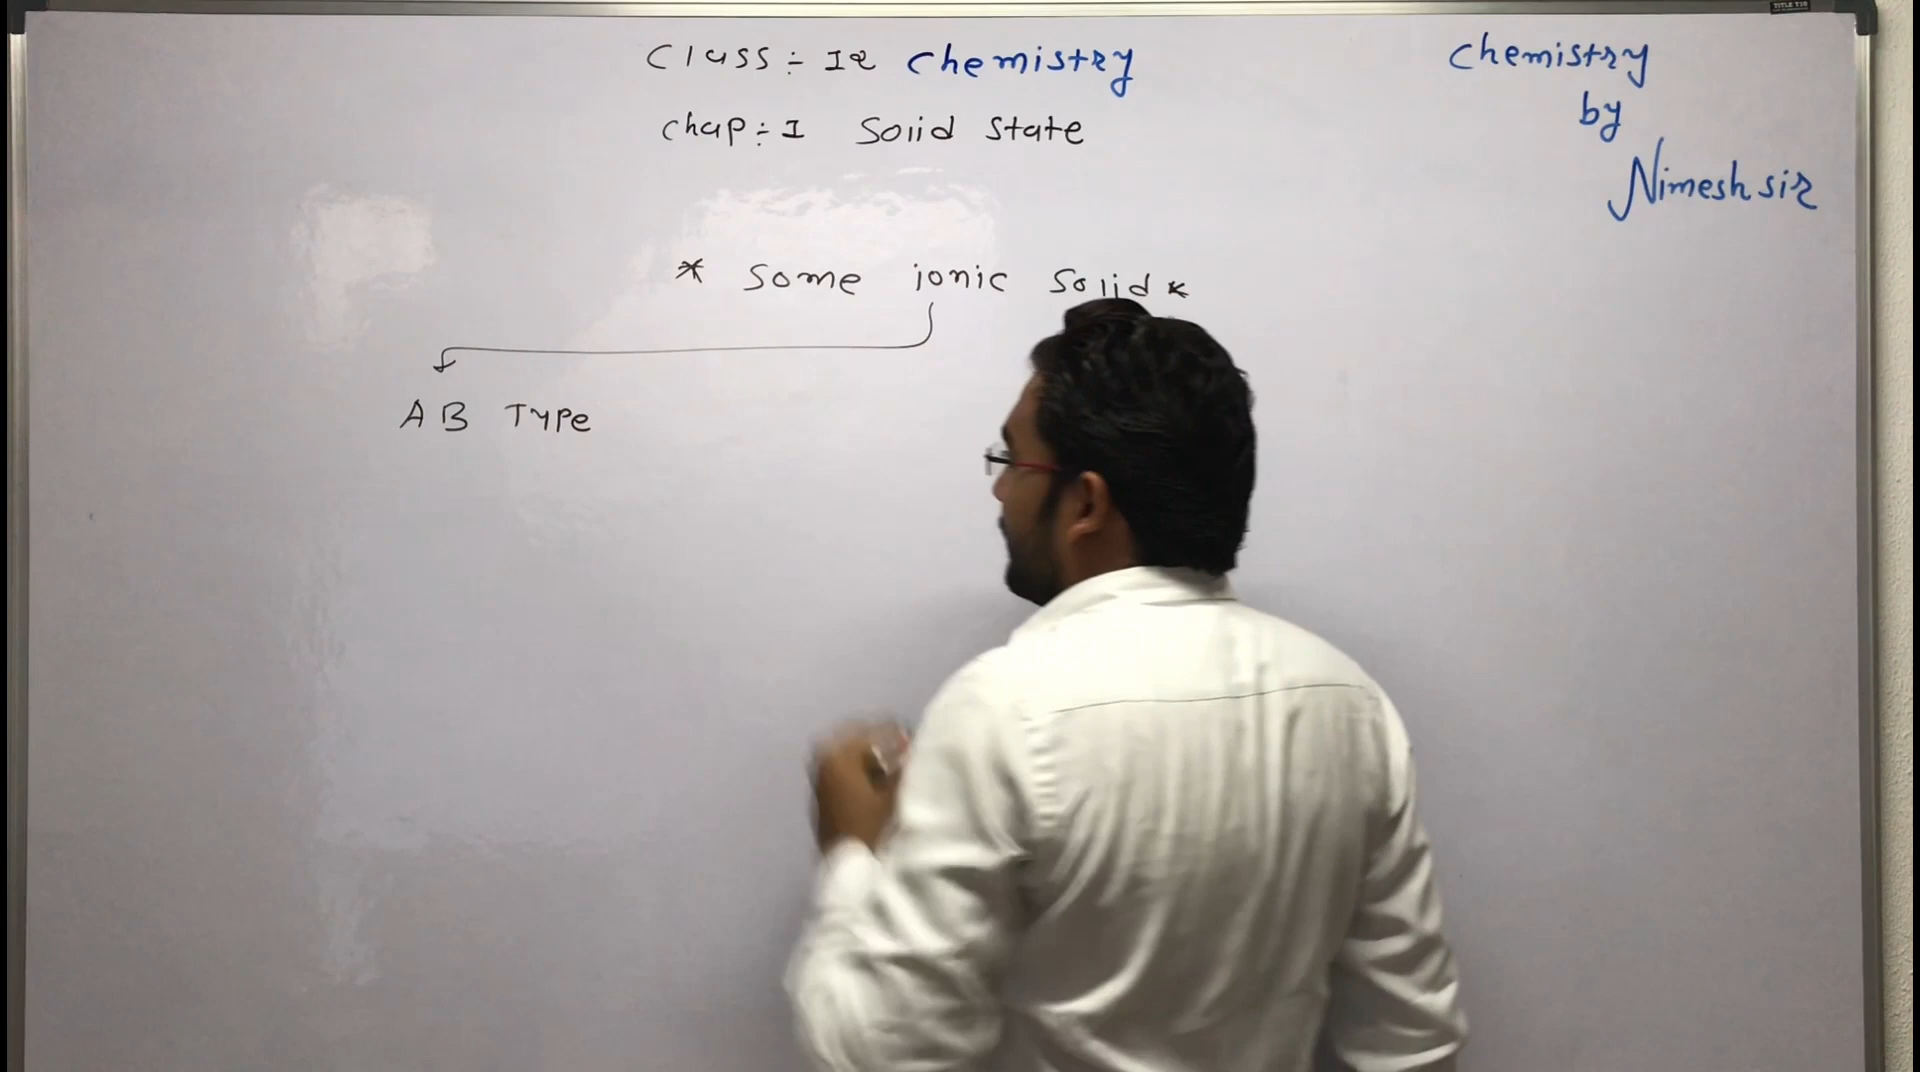 Class :- 12 Chemistry
Chap :- 1 Solid State
* Some ionic Solid *
AB Type
Chemistry
by
Nimesh sir